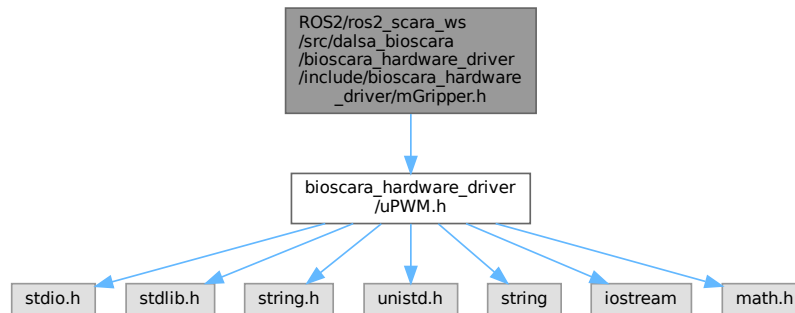 ROS2/ros2_scara_ws
/src/dalsa_bioscara
/bioscara_hardware_driver
/include/bioscara_hardware
_driver/mGripper.h
bioscara_hardware_driver
/uPWM.h
stdio.h
stdlib.h
string.h
unistd.h
string
iostream
math.h